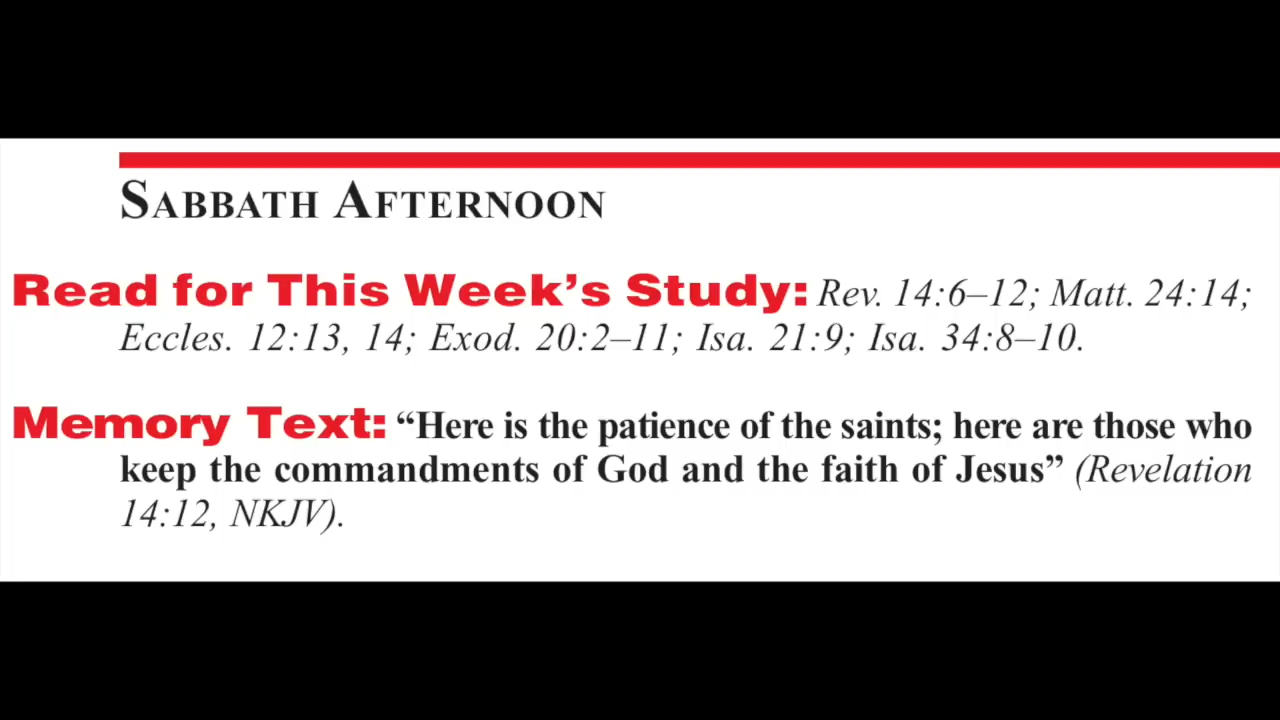 SABBATH AFTERNOON
Read for This Week’s Study: Rev. 14:6–12; Matt. 24:14;
Eccles. 12:13, 14; Exod. 20:2–11; Isa. 21:9; Isa. 34:8–10.
Memory Text: “Here is the patience of the saints; here are those who
keep the commandments of God and the faith of Jesus” (Revelation
14:12, NKJV).